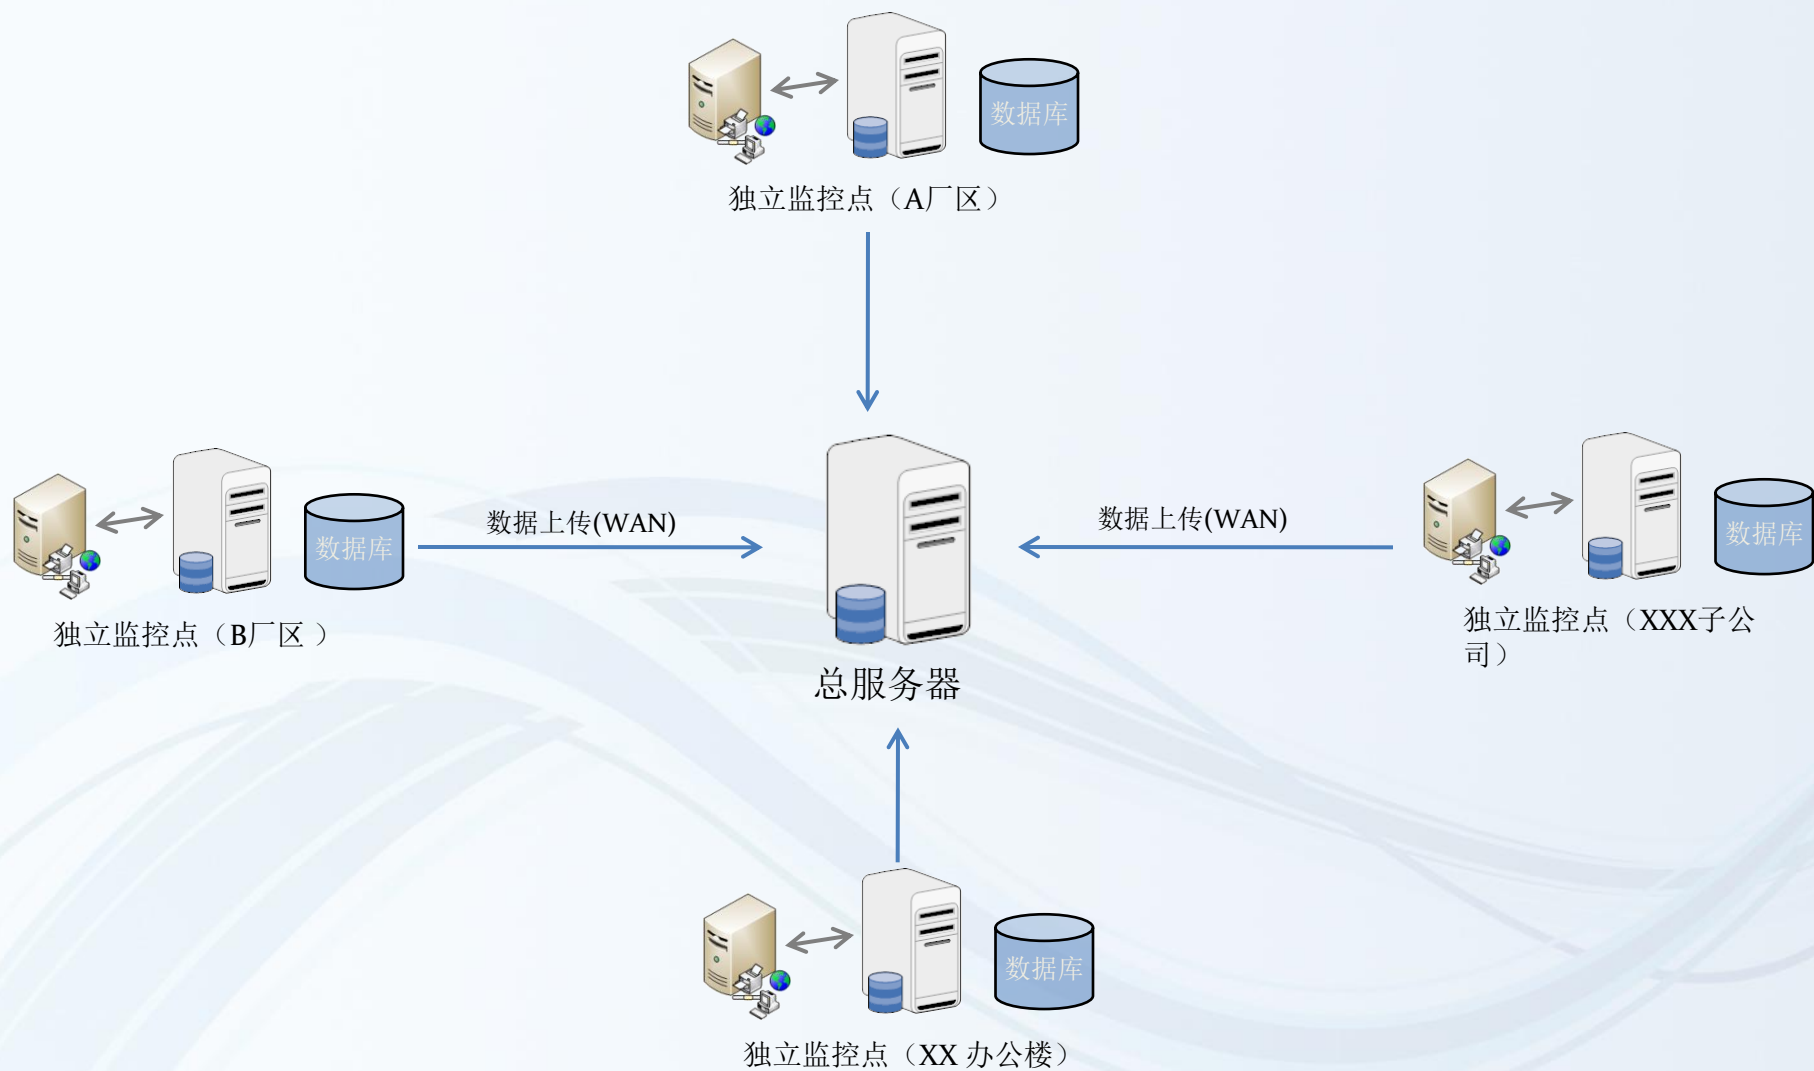 数据库
独立监控点（A厂区）
数据上传(WAN)
数据上传(WAN)
数据库
数据库
独立监控点（B厂区 ）
独立监控点（XXX子公
司）
总服务器
数据库
独立监控点（XX 办公楼）